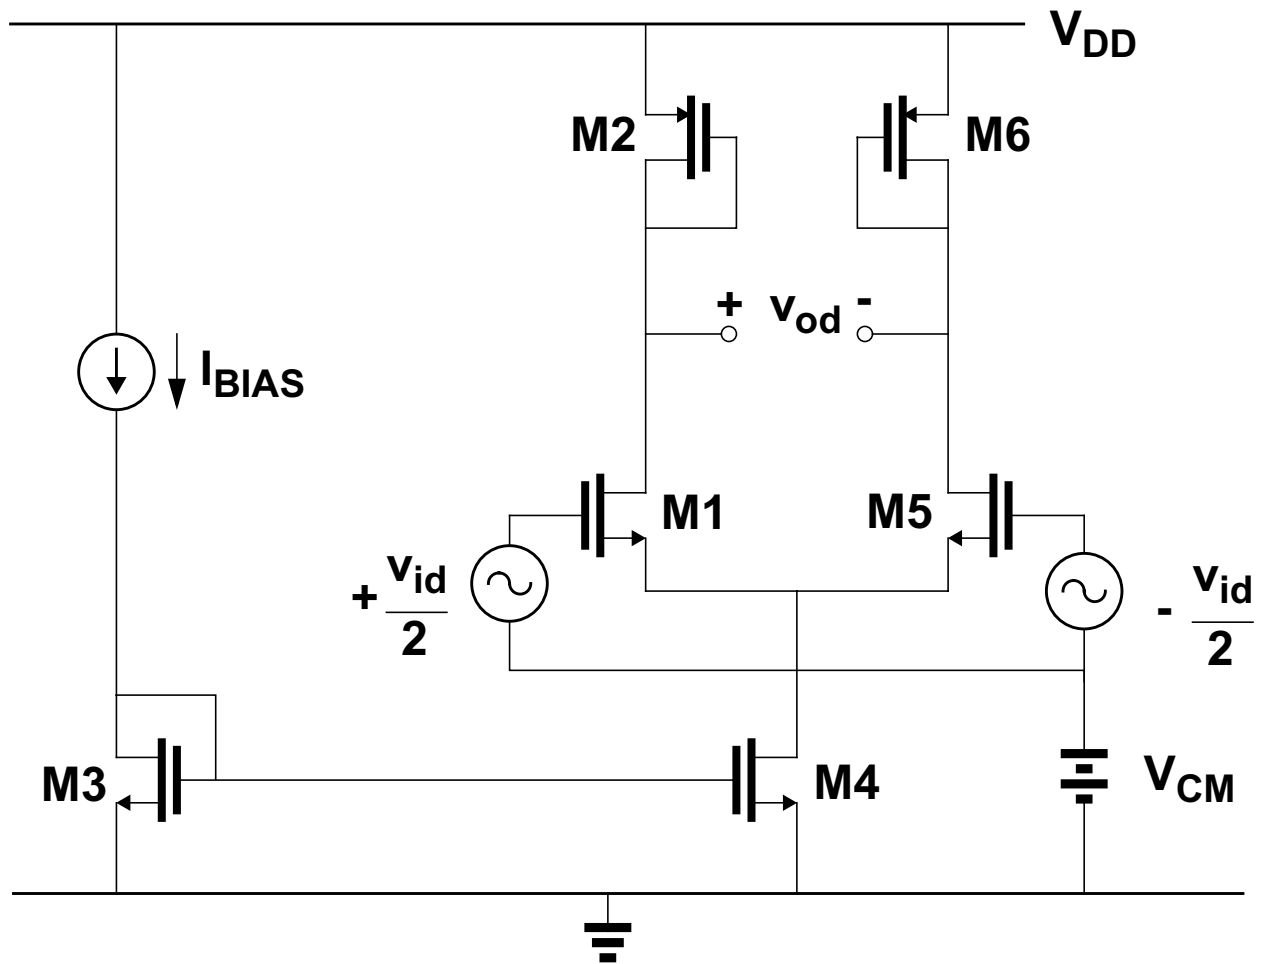 VDD
M2
M6
+ vod -
IBIAS
M1
M5
+ vid/2
- vid/2
M3
M4
VCM